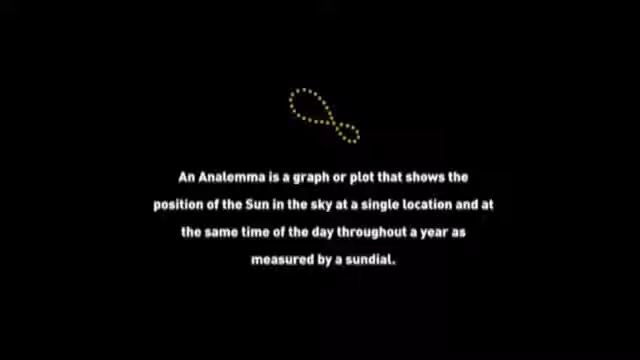 An Analemma is a graph or plot that shows the
position of the Sun in the sky at a single location and at
the same time of the day throughout a year as
measured by a sundial.